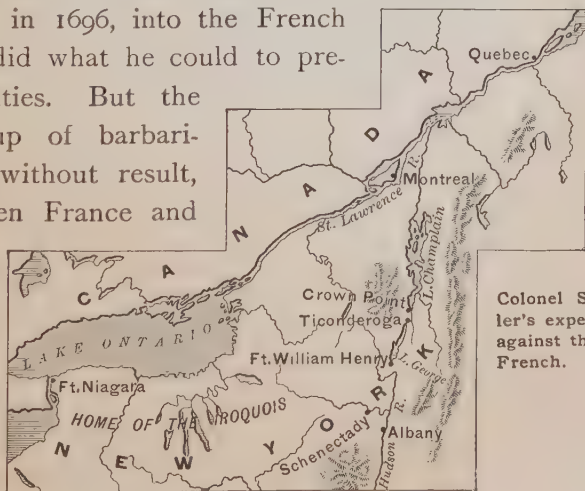 in 1696, into the French
did what he could to pre-
ties. But the
up of barbari-
without result,
en France and
Quebec
CANADA
Montreal
St. Lawrence R.
L. Champlain
Crown Point
Ticonderoga
LAKE ONTARIO
Ft. William Henry
L. George
Ft. Niagara
HOME OF THE IROQUOIS
NEW YORK
Schenectady
Albany
Hudson R.
Colonel S
ler's expe
against th
French.